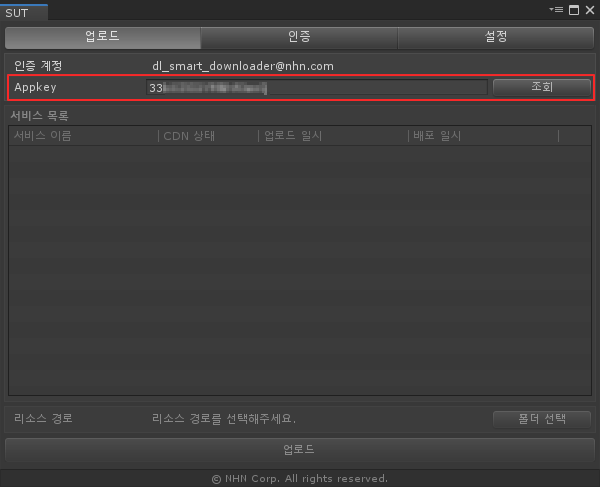 SUT
업로드 인증 설정
인증 계정 dl_smart_downloader@nhn.com
Appkey 33 조회
서비스 목록
서비스 이름 CDN 상태 업로드 일시 배포 일시
리소스 경로 리소스 경로를 선택해주세요. 폴더 선택
업로드
© NHN Corp. All rights reserved.